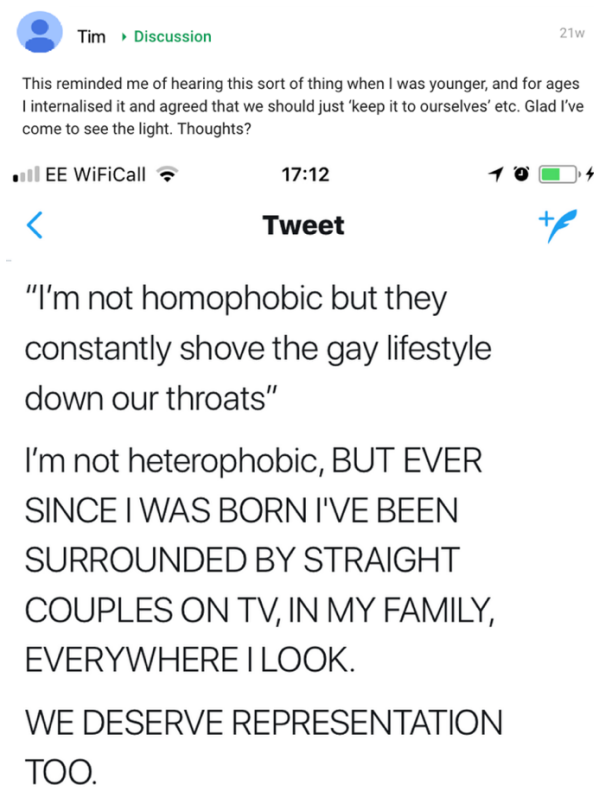 Tim ▸ Discussion 21w
This reminded me of hearing this sort of thing when I was younger, and for ages
I internalised it and agreed that we should just 'keep it to ourselves' etc. Glad I've
come to see the light. Thoughts?
EE WiFiCall 17:12
Tweet
"I'm not homophobic but they
constantly shove the gay lifestyle
down our throats"
I'm not heterophobic, BUT EVER
SINCE I WAS BORN I'VE BEEN
SURROUNDED BY STRAIGHT
COUPLES ON TV, IN MY FAMILY,
EVERYWHERE I LOOK.
WE DESERVE REPRESENTATION
TOO.